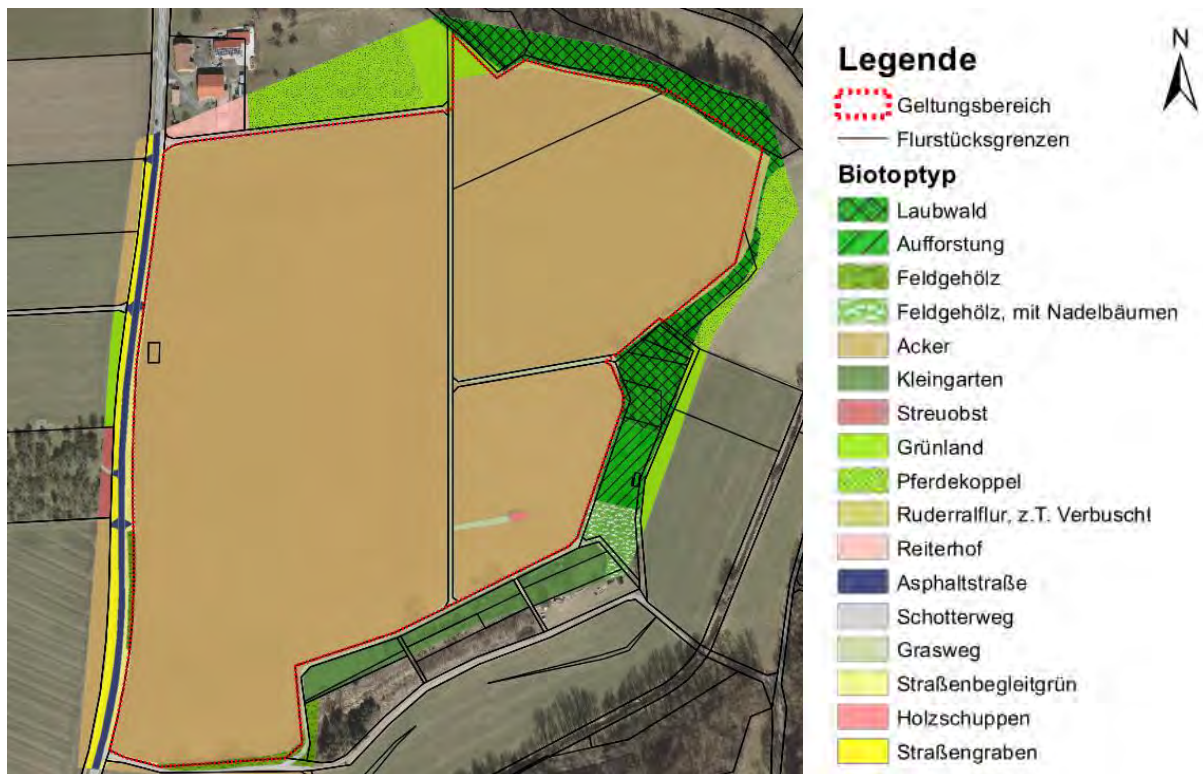 N
Legende
Geltungsbereich
Flurstücksgrenzen
Biotoptyp
Laubwald
Aufforstung
Feldgehölz
Feldgehölz, mit Nadelbäumen
Acker
Kleingarten
Streuobst
Grünland
Pferdekoppel
Ruderralflur, z.T. Verbuscht
Reiterhof
Asphaltstraße
Schotterweg
Grasweg
Straßenbegleitgrün
Holzschuppen
Straßengraben